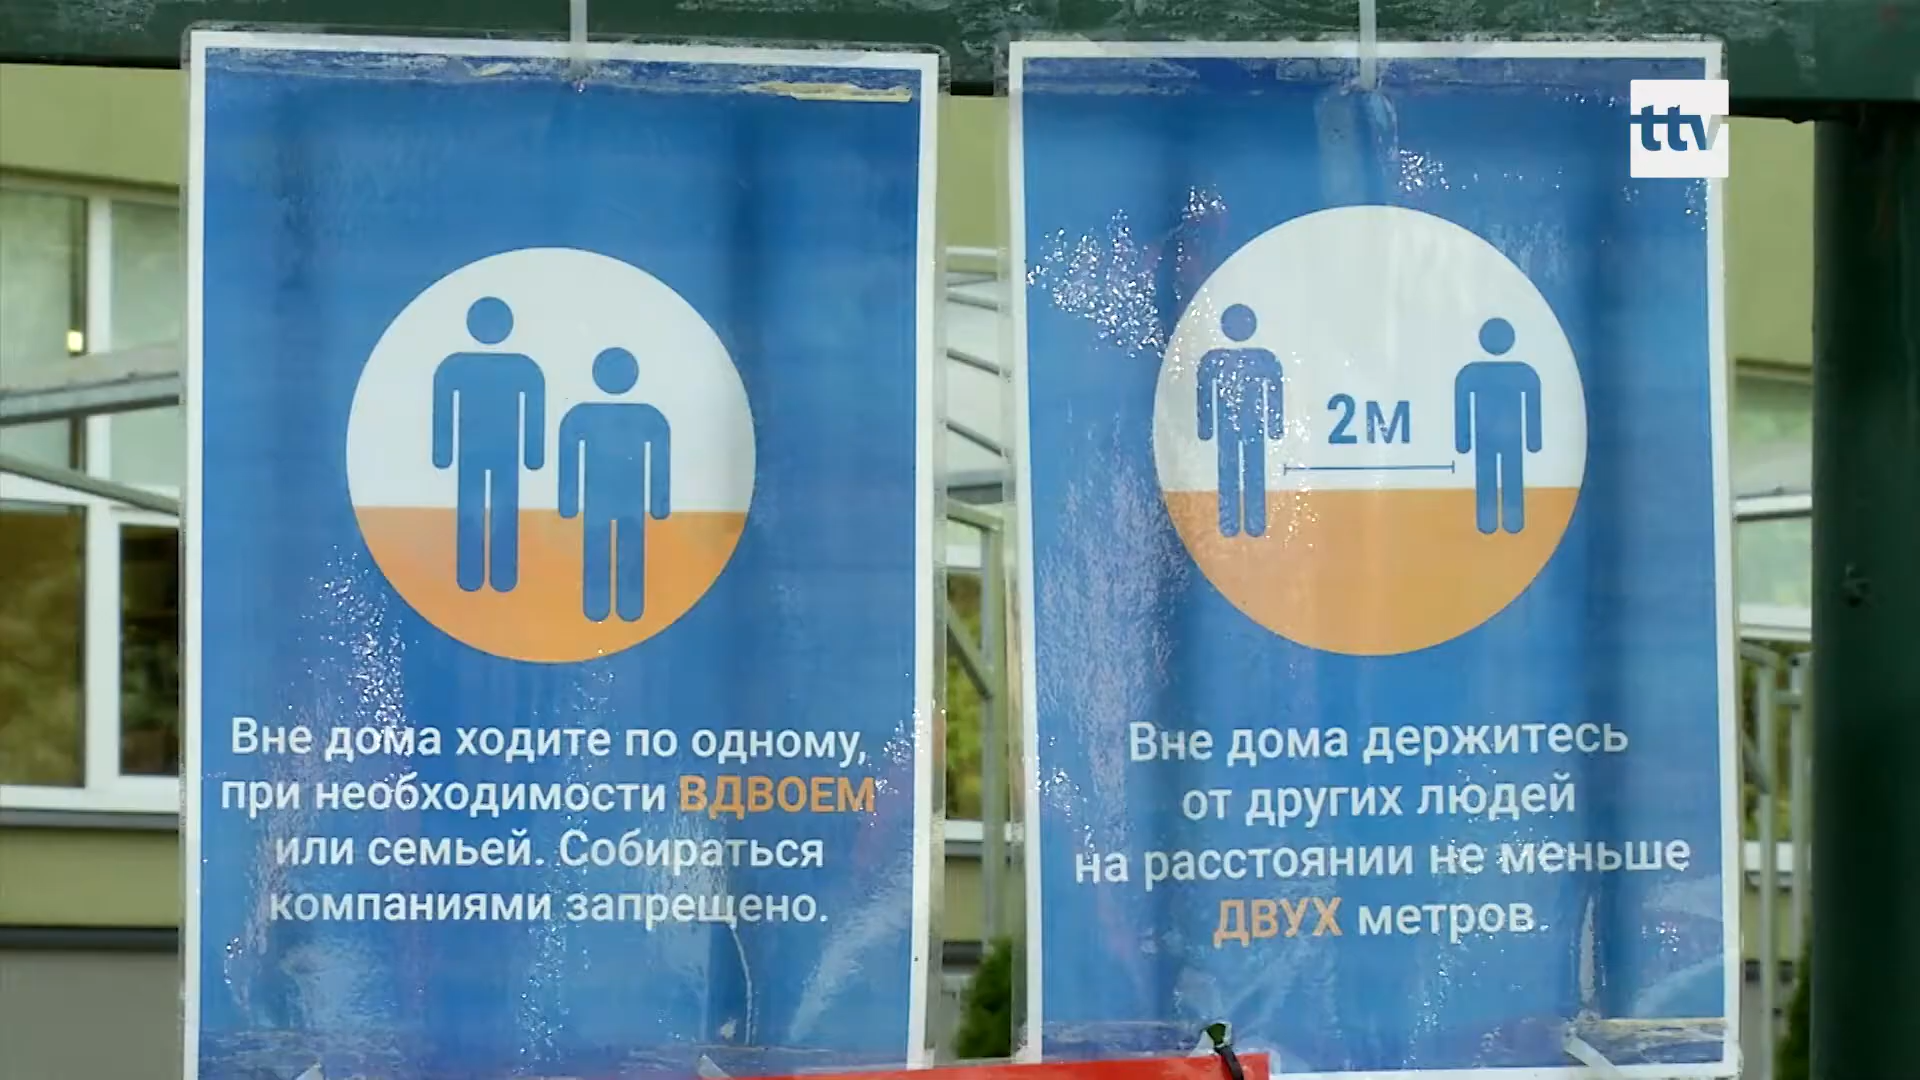 ttv
Вне дома ходите по одному,
при необходимости ВДВОЕМ
или семьей. Собираться
компаниями запрещено.
2М
Вне дома держитесь
от других людей
на расстоянии не меньше
ДВУХ метров.